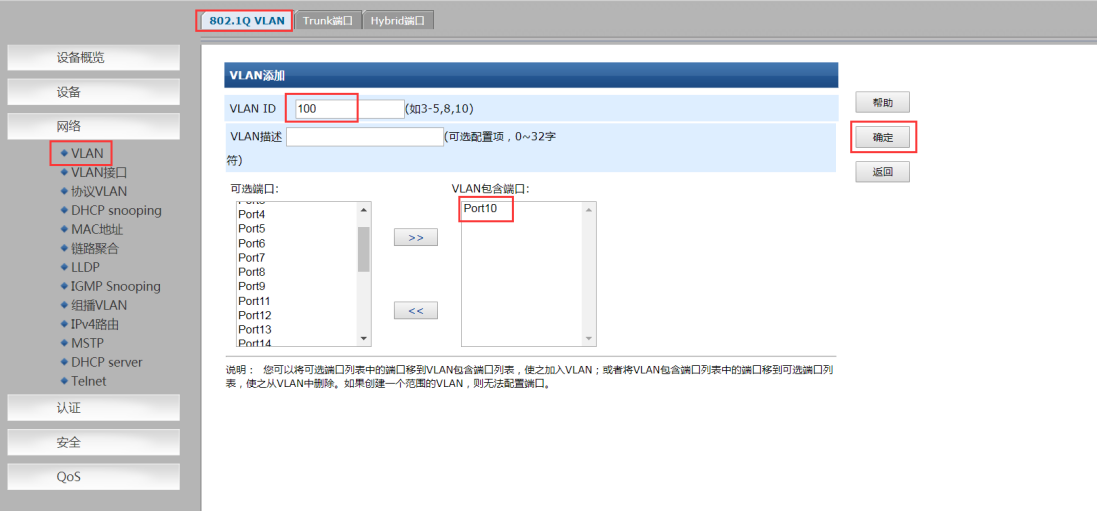 802.1Q VLAN
Trunk端口
Hybrid端口
设备概览
设备
网络
VLAN
VLAN接口
协议VLAN
DHCP snooping
MAC地址
链路聚合
LLDP
IGMP Snooping
组播VLAN
IPv4路由
MSTP
DHCP server
Telnet
认证
安全
QoS
VLAN添加
VLAN ID 100 (如3-5,8,10)
VLAN描述 (可选配置项，0~32字
符)
可选端口：
Port3
Port4
Port5
Port6
Port7
Port8
Port9
Port11
Port12
Port13
Port14
>>
<<
VLAN包含端口：
Port10
说明： 您可以将可选端口列表中的端口移到VLAN包含端口列表，使之加入VLAN；或者将VLAN包含端口列表中的端口移到可选端口列
表，使之从VLAN中删除。如果创建一个范围的VLAN，则无法配置端口。
帮助
确定
返回